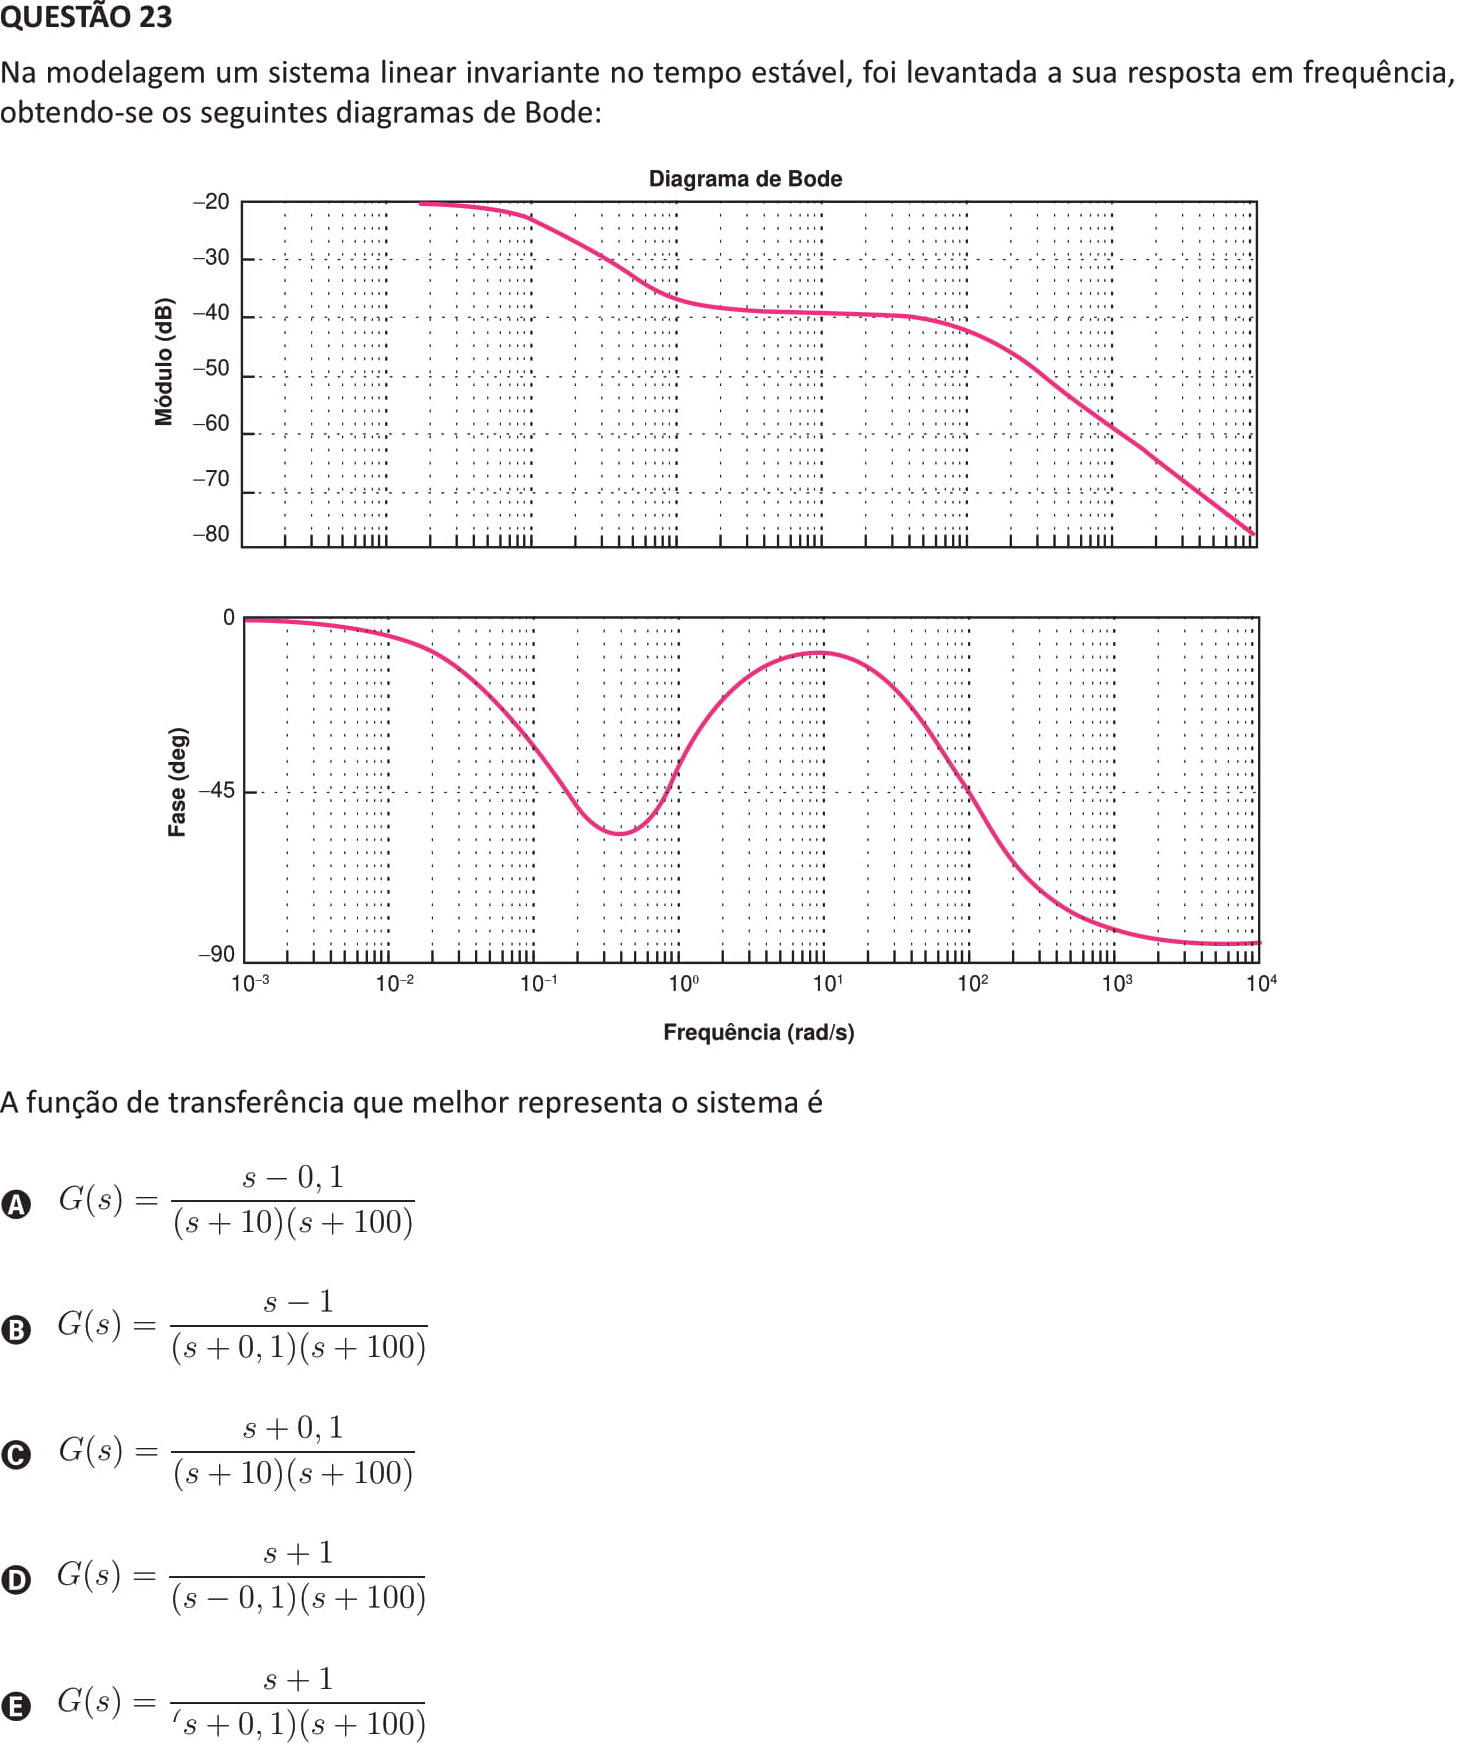 QUESTÃO 23
Na modelagem um sistema linear invariante no tempo estável, foi levantada a sua resposta em frequência,
obtendo-se os seguintes diagramas de Bode:
Diagrama de Bode
Módulo (dB)
–20
–30
–40
–50
–60
–70
–80
Fase (deg)
0
–45
–90
10⁻³ 10⁻² 10⁻¹ 10⁰ 10¹ 10² 10³ 10⁴
Frequência (rad/s)
A função de transferência que melhor representa o sistema é
A G(s) = s − 0, 1
(s + 10)(s + 100)
B G(s) = s − 1
(s + 0, 1)(s + 100)
C G(s) = s + 0, 1
(s + 10)(s + 100)
D G(s) = s + 1
(s − 0, 1)(s + 100)
E G(s) = s + 1
(s + 0, 1)(s + 100)